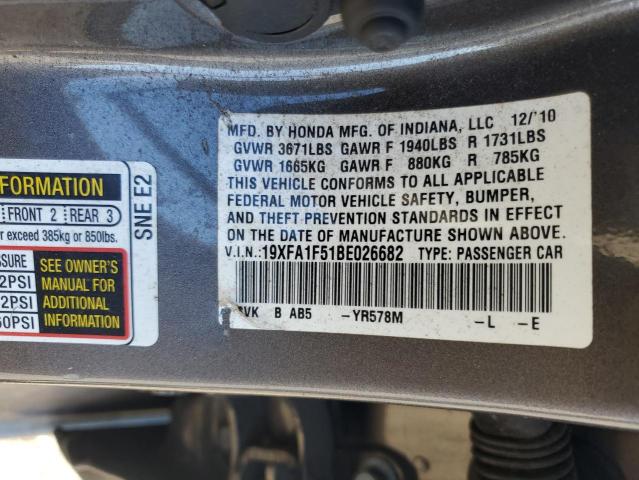 MFD. BY HONDA MFG. OF INDIANA, LLC 12/'10
GVWR 3671LBS GAWR F 1940LBS R 1731LBS
GVWR 1665KG GAWR F 880KG R 785KG
THIS VEHICLE CONFORMS TO ALL APPLICABLE
FEDERAL MOTOR VEHICLE SAFETY, BUMPER,
AND THEFT PREVENTION STANDARDS IN EFFECT
ON THE DATE OF MANUFACTURE SHOWN ABOVE.
V.I.N.: 19XFA1F51BE026682 TYPE: PASSENGER CAR
B AB5 -YR578M -L -E
FRONT 2 REAR 3
exceed 385kg or 850lbs.
SEE OWNER'S
MANUAL FOR
ADDITIONAL
INFORMATION
SNE E2